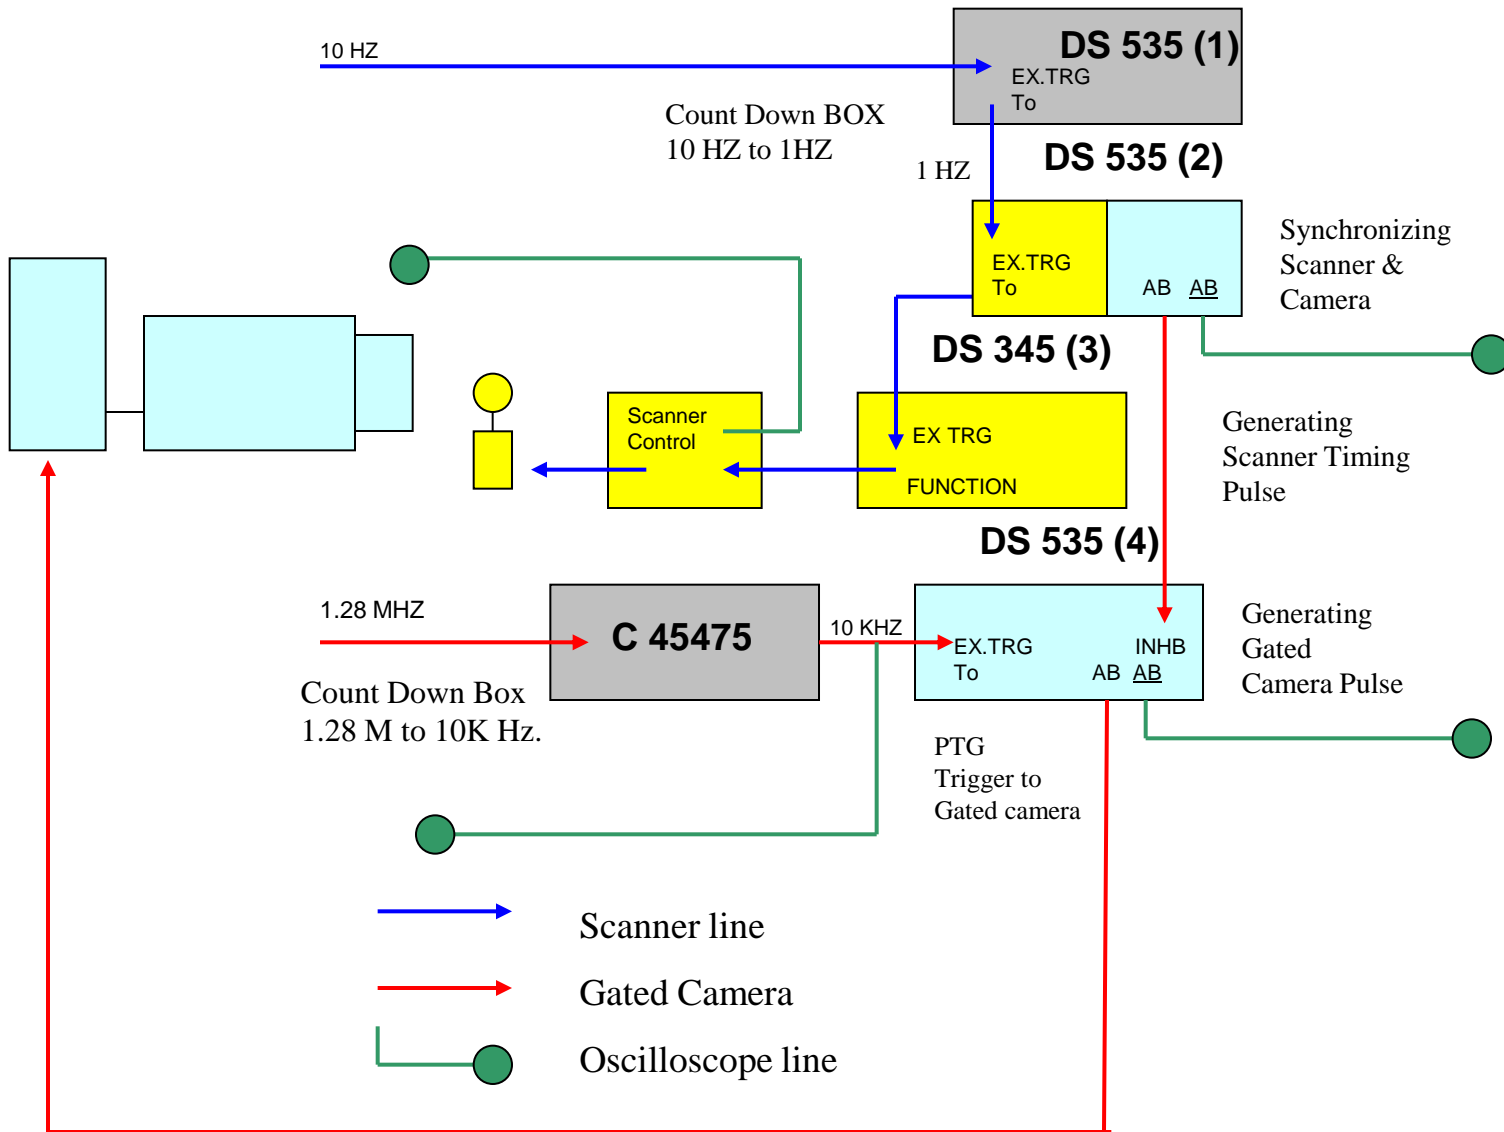 10 HZ
DS 535 (1)
EX.TRG
To
Count Down BOX
10 HZ to 1HZ
1 HZ
DS 535 (2)
EX.TRG
To
AB AB
Synchronizing
Scanner &
Camera
DS 345 (3)
Scanner
Control
EX TRG
FUNCTION
Generating
Scanner Timing
Pulse
DS 535 (4)
1.28 MHZ
C 45475
10 KHZ
EX.TRG
To
INHB
AB AB
Generating
Gated
Camera Pulse
Count Down Box
1.28 M to 10K Hz.
PTG
Trigger to
Gated camera
Scanner line
Gated Camera
Oscilloscope line